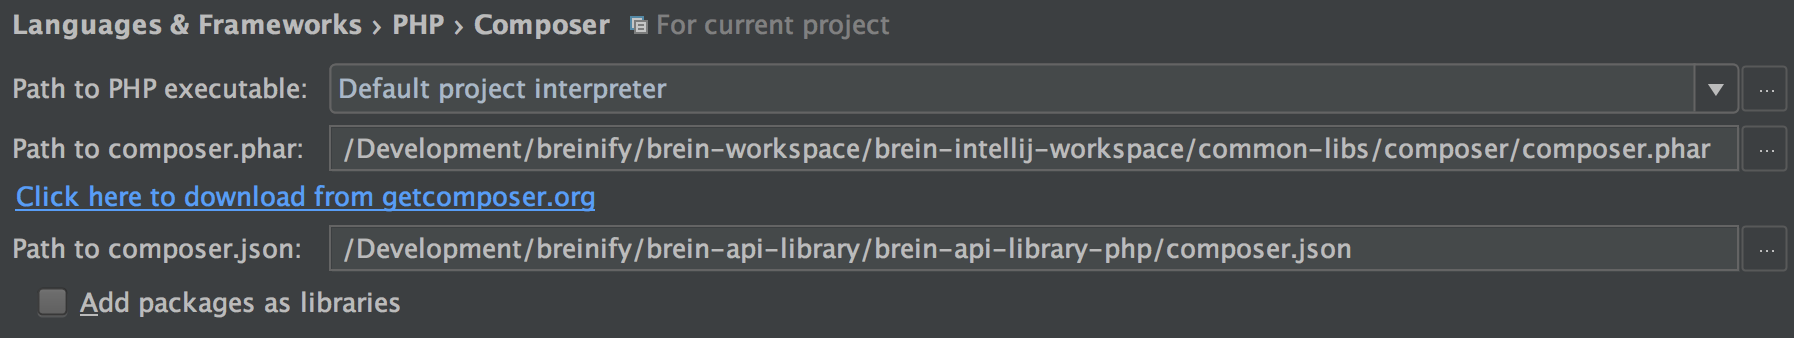 Languages & Frameworks › PHP › Composer For current project
Path to PHP executable: Default project interpreter ...
Path to composer.phar: /Development/breinify/brein-workspace/brein-intellij-workspace/common-libs/composer/composer.phar ...
Click here to download from getcomposer.org
Path to composer.json: /Development/breinify/brein-api-library/brein-api-library-php/composer.json ...
Add packages as libraries